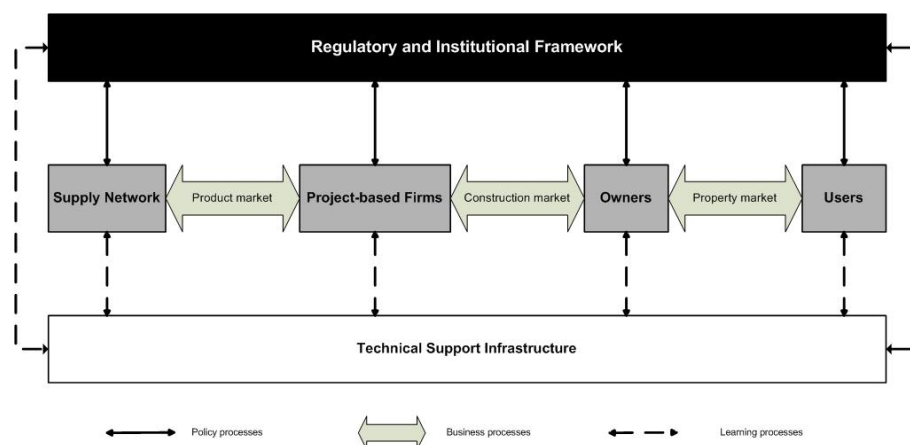 Regulatory and Institutional Framework
Supply Network
Product market
Project-based Firms
Construction market
Owners
Property market
Users
Technical Support Infrastructure
Policy processes
Business processes
Learning processes